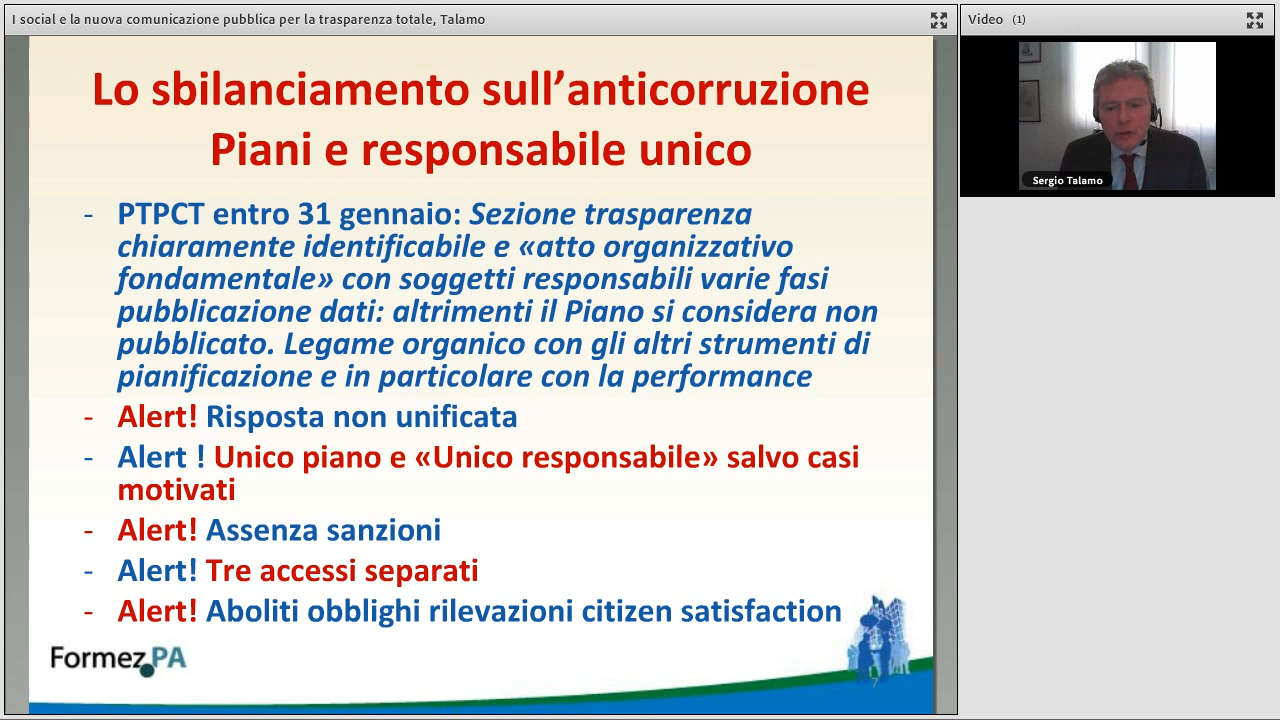 I social e la nuova comunicazione pubblica per la trasparenza totale, Talamo
Video (1)
Lo sbilanciamento sull’anticorruzione
Piani e responsabile unico
- PTPCT entro 31 gennaio: Sezione trasparenza
chiaramente identificabile e «atto organizzativo
fondamentale» con soggetti responsabili varie fasi
pubblicazione dati: altrimenti il Piano si considera non
pubblicato. Legame organico con gli altri strumenti di
pianificazione e in particolare con la performance
- Alert! Risposta non unificata
- Alert ! Unico piano e «Unico responsabile» salvo casi
motivati
- Alert! Assenza sanzioni
- Alert! Tre accessi separati
- Alert! Aboliti obblighi rilevazioni citizen satisfaction
Formez PA
7
Sergio Talamo